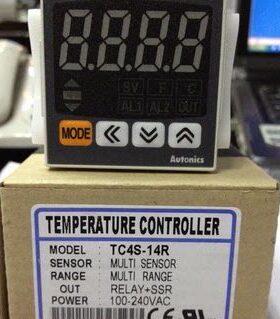 8.8.8.8
SV F C
AL1 AL2 OUT
MODE
Autonics
TEMPERATURE CONTROLLER
MODEL : TC4S-14R
SENSOR : MULTI SENSOR
RANGE : MULTI RANGE
OUT : RELAY+SSR
POWER : 100-240VAC
CE